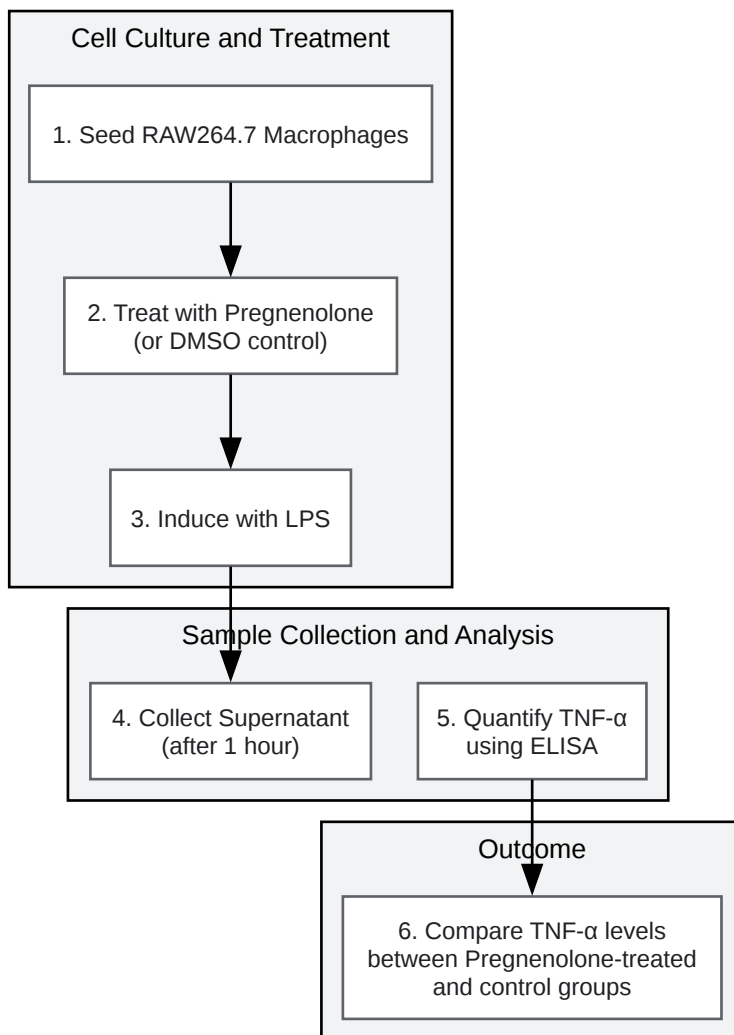 Cell Culture and Treatment
1. Seed RAW264.7 Macrophages
2. Treat with Pregnenolone
(or DMSO control)
3. Induce with LPS
Sample Collection and Analysis
4. Collect Supernatant
(after 1 hour)
5. Quantify TNF-α
using ELISA
Outcome
6. Compare TNF-α levels
between Pregnenolone-treated
and control groups